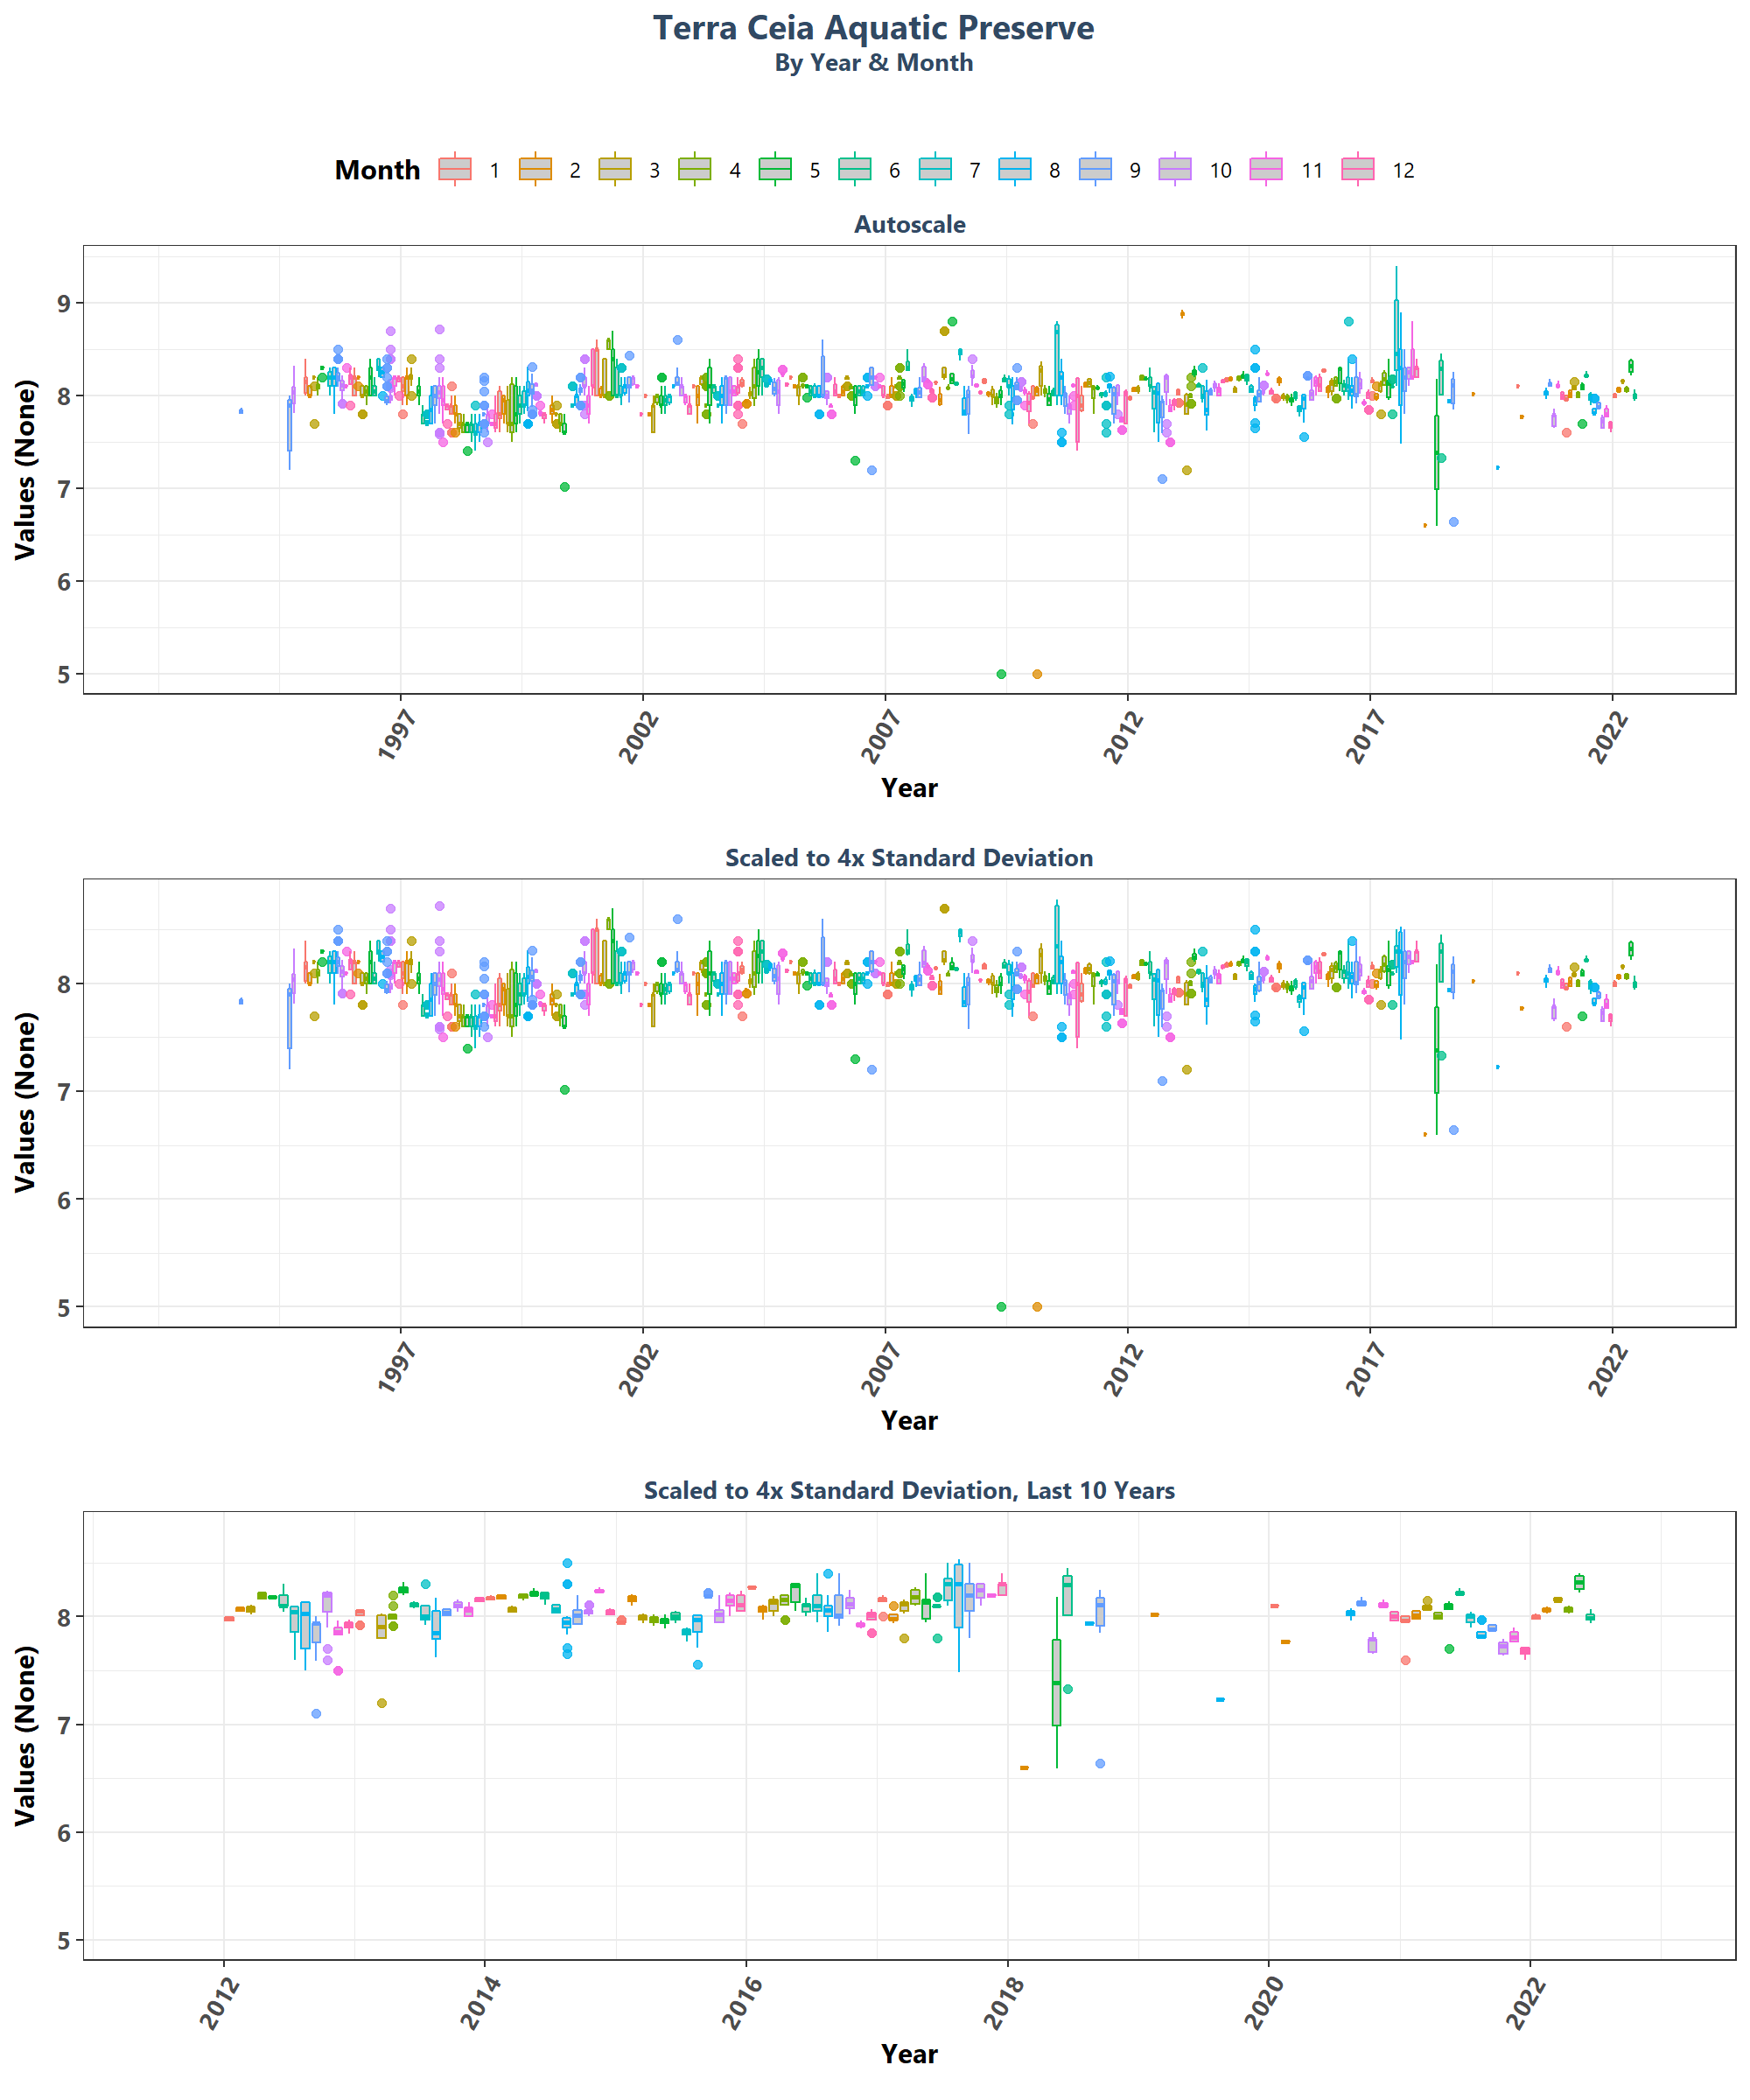 Terra Ceia Aquatic Preserve
By Year & Month
Month 1 2 3 4 5 6 7 8 9 10 11 12
Autoscale
Values (None)
9
8
7
6
5
1997 2002 2007 2012 2017 2022
Year
Scaled to 4x Standard Deviation
Values (None)
8
7
6
5
1997 2002 2007 2012 2017 2022
Year
Scaled to 4x Standard Deviation, Last 10 Years
Values (None)
8
7
6
5
2012 2014 2016 2018 2020 2022
Year